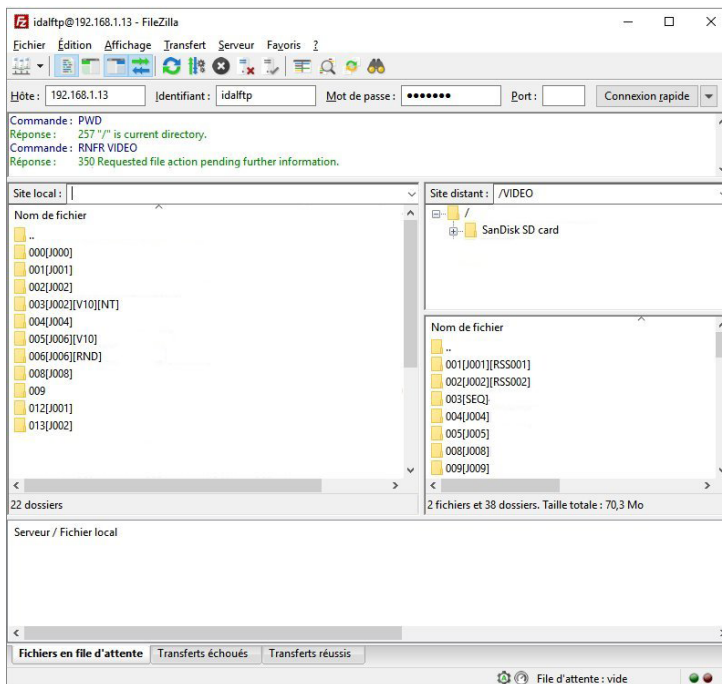 idalftp@192.168.1.13 - FileZilla
Fichier Édition Affichage Transfert Serveur Favoris ?
Hôte : 192.168.1.13 Identifiant : idalftp Mot de passe : ●●●●●●● Port : Connexion rapide
Commande : PWD
Réponse : 257 "/" is current directory.
Commande : RNFR VIDEO
Réponse : 350 Requested file action pending further information.
Site local :
Nom de fichier
..
000[J000]
001[J001]
002[J002]
003[J002][V10][NT]
004[J004]
005[J006][V10]
006[J006][RND]
008[J008]
009
012[J001]
013[J002]
22 dossiers
Site distant : /VIDEO
/
SanDisk SD card
Nom de fichier
..
001[J001][RSS001]
002[J002][RSS002]
003[SEQ]
004[J004]
005[J005]
008[J008]
009[J009]
2 fichiers et 38 dossiers. Taille totale : 70,3 Mo
Serveur / Fichier local
Fichiers en file d'attente Transferts échoués Transferts réussis
File d'attente : vide